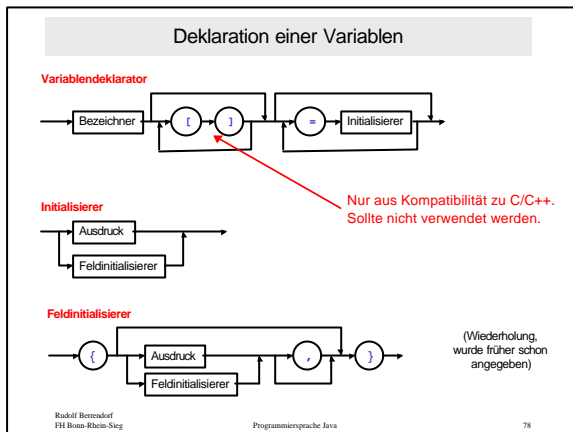 Deklaration einer Variablen
Variablendeklarator
Bezeichner [ ] = Initialisierer
Nur aus Kompatibilität zu C/C++.
Sollte nicht verwendet werden.
Initialisierer
Ausdruck
Feldinitialisierer
Feldinitialisierer
{ Ausdruck , }
Feldinitialisierer
(Wiederholung,
wurde früher schon
angegeben)
Rudolf Berrendorf
FH Bonn-Rhein-Sieg Programmiersprache Java 78